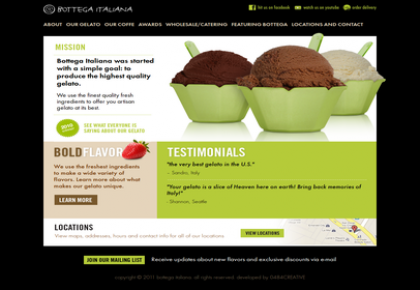 BOTTEGA ITALIANA
find us on facebook watch us on youtube order delivery
ABOUT OUR GELATO OUR COFFE AWARDS WHOLESALE/CATERING FEATURING BOTTEGA LOCATIONS AND CONTACT
MISSION
Bottega Italiana was started
with a simple goal: to
produce the highest quality
gelato.
We use the finest quality fresh
ingredients to offer you artisan
gelato at its best.
SEE WHAT EVERYONE IS
SAYING ABOUT OUR GELATO
BOLD FLAVOR
We use the freshest
ingredients to make
a wide variety of
flavors. Learn more about what
makes our gelato unique.
LEARN MORE
TESTIMONIALS
"the very best gelato in the U.S."
- Sandro, Italy
"Your gelato is a slice of Heaven here on earth! Bring back memories of
Italy!"
- Shannon, Seattle
LOCATIONS
View maps, addresses, hours and contact info for all of our locations
VIEW LOCATIONS
JOIN OUR MAILING LIST Receive updates about new flavors and exclusive discounts via e-mail
copyright © 2011 bottega italiana. all rights reserved. developed by